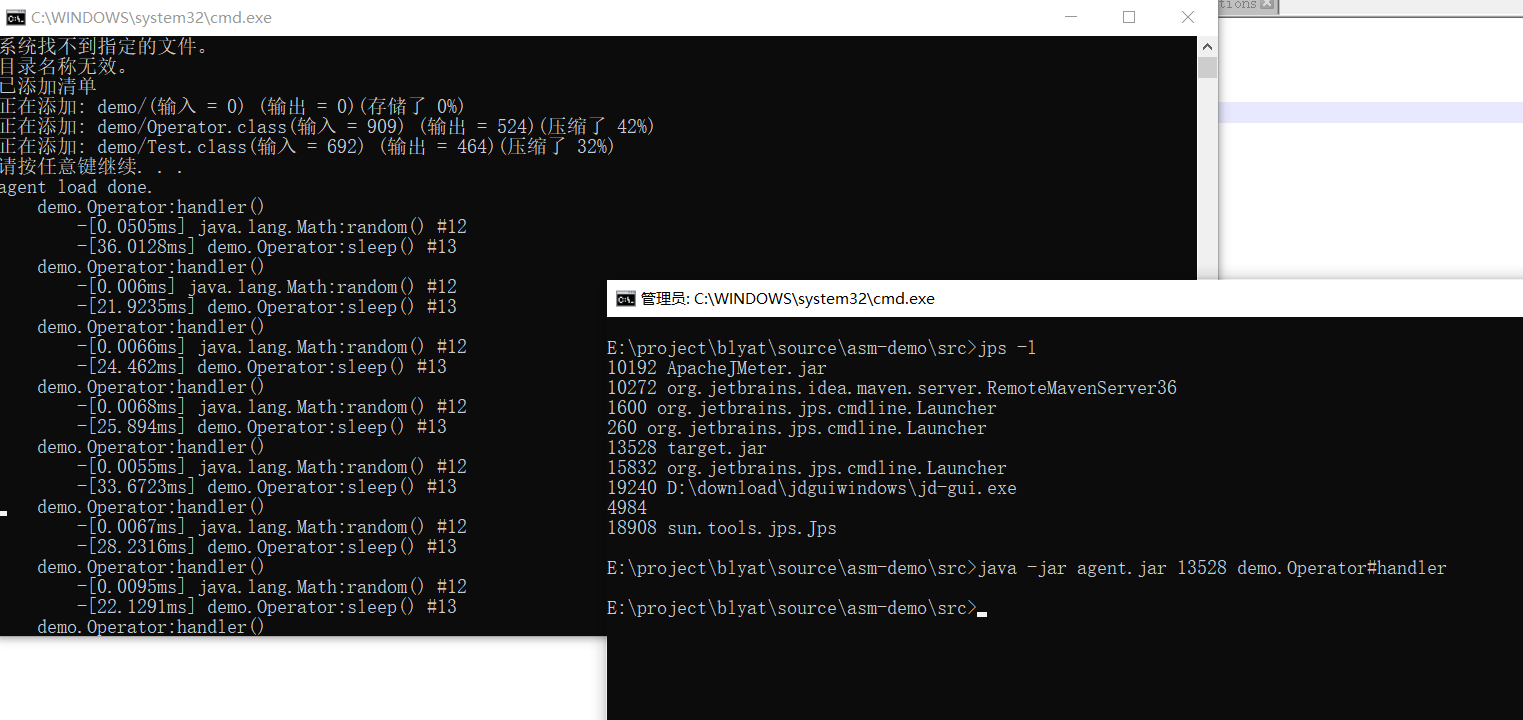 C:\WINDOWS\system32\cmd.exe
tions
系统找不到指定的文件。
目录名称无效。
已添加清单
正在添加: demo/(输入 = 0) (输出 = 0)(存储了 0%)
正在添加: demo/Operator.class(输入 = 909) (输出 = 524)(压缩了 42%)
正在添加: demo/Test.class(输入 = 692) (输出 = 464)(压缩了 32%)
请按任意键继续. . .
agent load done.
    demo.Operator:handler()
        -[0.0505ms] java.lang.Math:random() #12
        -[36.0128ms] demo.Operator:sleep() #13
    demo.Operator:handler()
        -[0.006ms] java.lang.Math:random() #12
        -[21.9235ms] demo.Operator:sleep() #13
    demo.Operator:handler()
        -[0.0066ms] java.lang.Math:random() #12
        -[24.462ms] demo.Operator:sleep() #13
    demo.Operator:handler()
        -[0.0068ms] java.lang.Math:random() #12
        -[25.894ms] demo.Operator:sleep() #13
    demo.Operator:handler()
        -[0.0055ms] java.lang.Math:random() #12
        -[33.6723ms] demo.Operator:sleep() #13
    demo.Operator:handler()
        -[0.0067ms] java.lang.Math:random() #12
        -[28.2316ms] demo.Operator:sleep() #13
    demo.Operator:handler()
        -[0.0095ms] java.lang.Math:random() #12
        -[22.1291ms] demo.Operator:sleep() #13
    demo.Operator:handler()
管理员: C:\WINDOWS\system32\cmd.exe
E:\project\blyat\source\asm-demo\src>jps -l
10192 ApacheJMeter.jar
10272 org.jetbrains.idea.maven.server.RemoteMavenServer36
1600 org.jetbrains.jps.cmdline.Launcher
260 org.jetbrains.jps.cmdline.Launcher
13528 target.jar
15832 org.jetbrains.jps.cmdline.Launcher
19240 D:\download\jdguiwindows\jd-gui.exe
4984
18908 sun.tools.jps.Jps
E:\project\blyat\source\asm-demo\src>java -jar agent.jar 13528 demo.Operator#handler
E:\project\blyat\source\asm-demo\src>